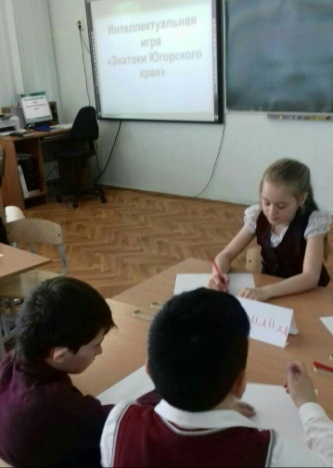 Интеллектуальная
игра
«Знатоки Югорского
края»